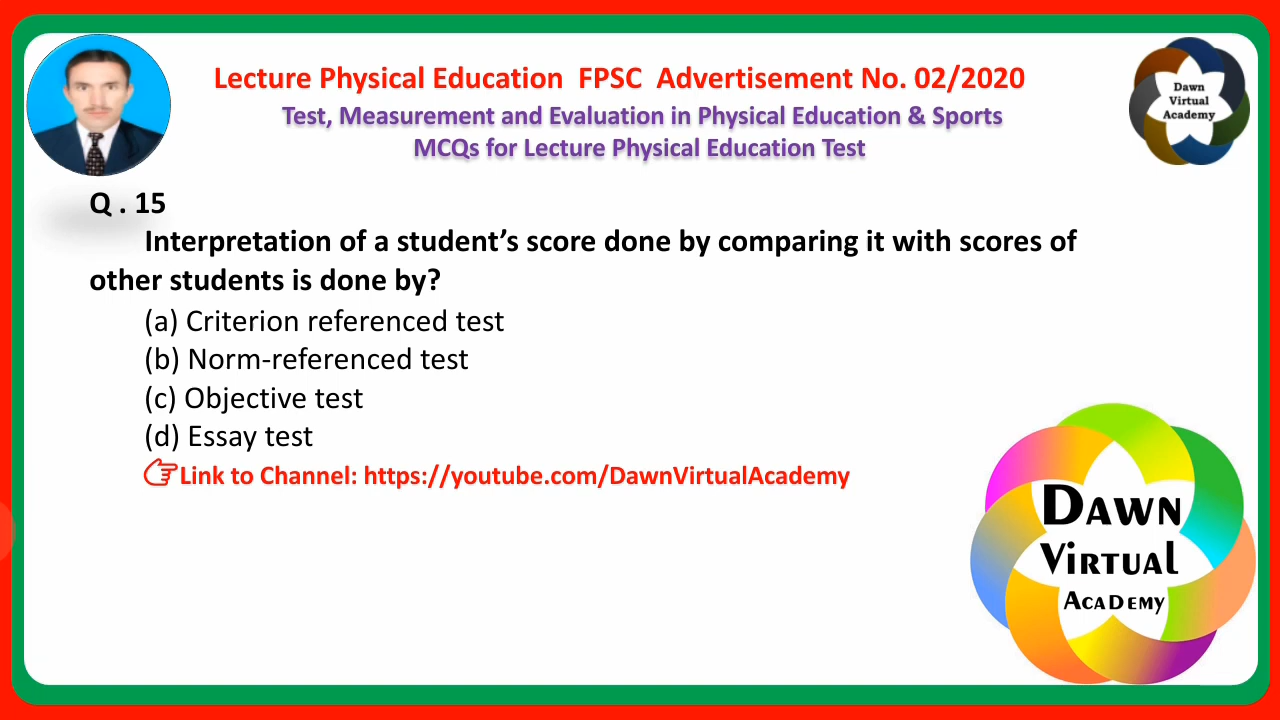 Lecture Physical Education  FPSC  Advertisement No. 02/2020
Test, Measurement and Evaluation in Physical Education & Sports
MCQs for Lecture Physical Education Test
Dawn
Virtual
Academy
Q . 15
Interpretation of a student’s score done by comparing it with scores of
other students is done by?
(a) Criterion referenced test
(b) Norm-referenced test
(c) Objective test
(d) Essay test
Link to Channel: https://youtube.com/DawnVirtualAcademy
Dawn
Virtual
Academy